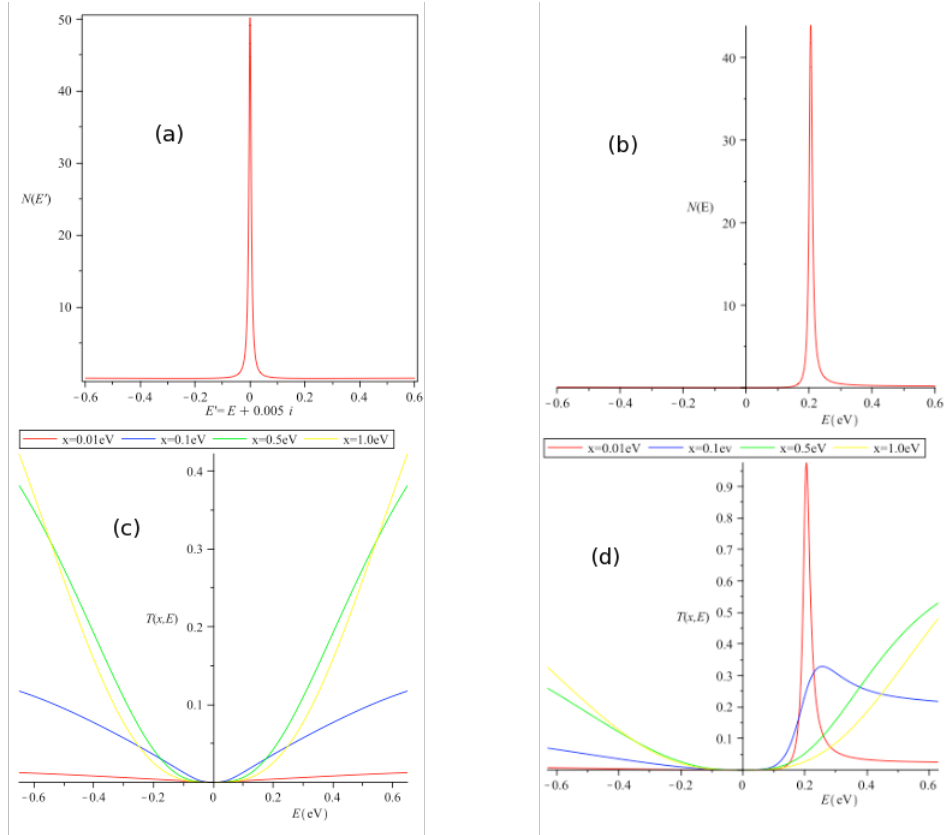 50
40
30
20
10
N(E')
(a)
−0.6 −0.4 −0.2 0 0.2 0.4 0.6
E'= E + 0.005 i
40
30
20
10
0
N(E)
(b)
−0.6 −0.4 −0.2 0 0.2 0.4 0.6
E(eV)
x=0.01eV x=0.1eV x=0.5eV x=1.0eV
0.4
0.3
0.2
0.1
T(x,E)
(c)
−0.6 −0.4 −0.2 0 0.2 0.4 0.6
E(eV)
x=0.01eV x=0.1ev x=0.5eV x=1.0eV
0.9
0.8
0.7
0.6
0.5
0.4
0.3
0.2
0.1
T(x,E)
(d)
−0.6 −0.4 −0.2 0 0.2 0.4 0.6
E(eV)